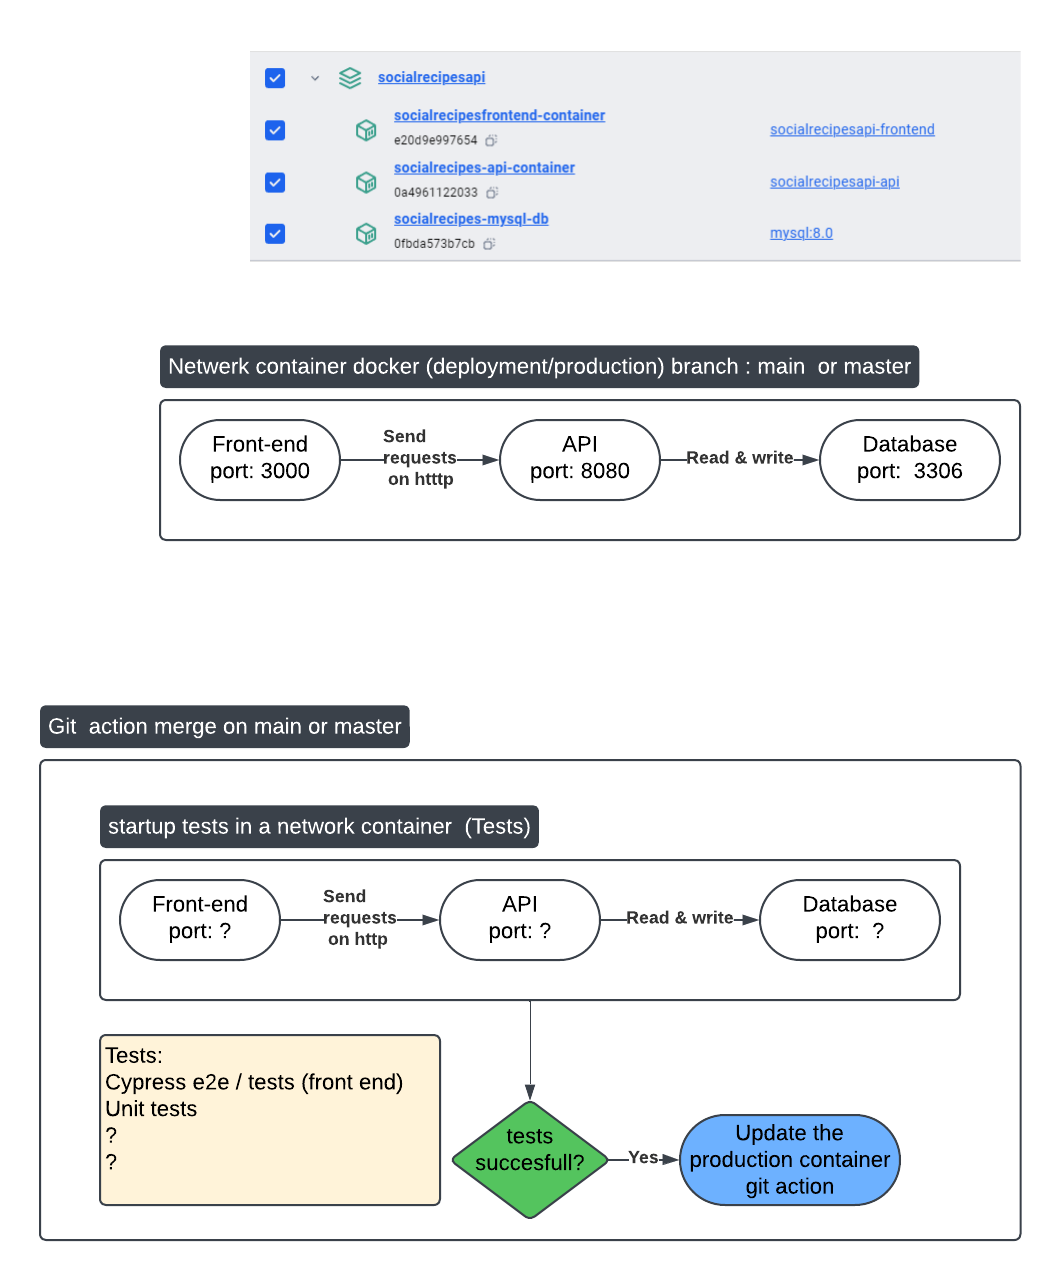 socialrecipesapi
socialrecipesfrontend-container
e20d9e997654
socialrecipesapi-frontend
socialrecipes-api-container
0a4961122033
socialrecipesapi-api
socialrecipes-mysql-db
0fbda573b7cb
mysql:8.0
Netwerk container docker (deployment/production) branch : main  or master
Front-end
port: 3000
Send
requests
on htttp
API
port: 8080
Read & write
Database
port:  3306
Git  action merge on main or master
startup tests in a network container  (Tests)
Front-end
port: ?
Send
requests
on http
API
port: ?
Read & write
Database
port:  ?
Tests:
Cypress e2e / tests (front end)
Unit tests
?
?
tests
succesfull?
Yes
Update the
production container
git action